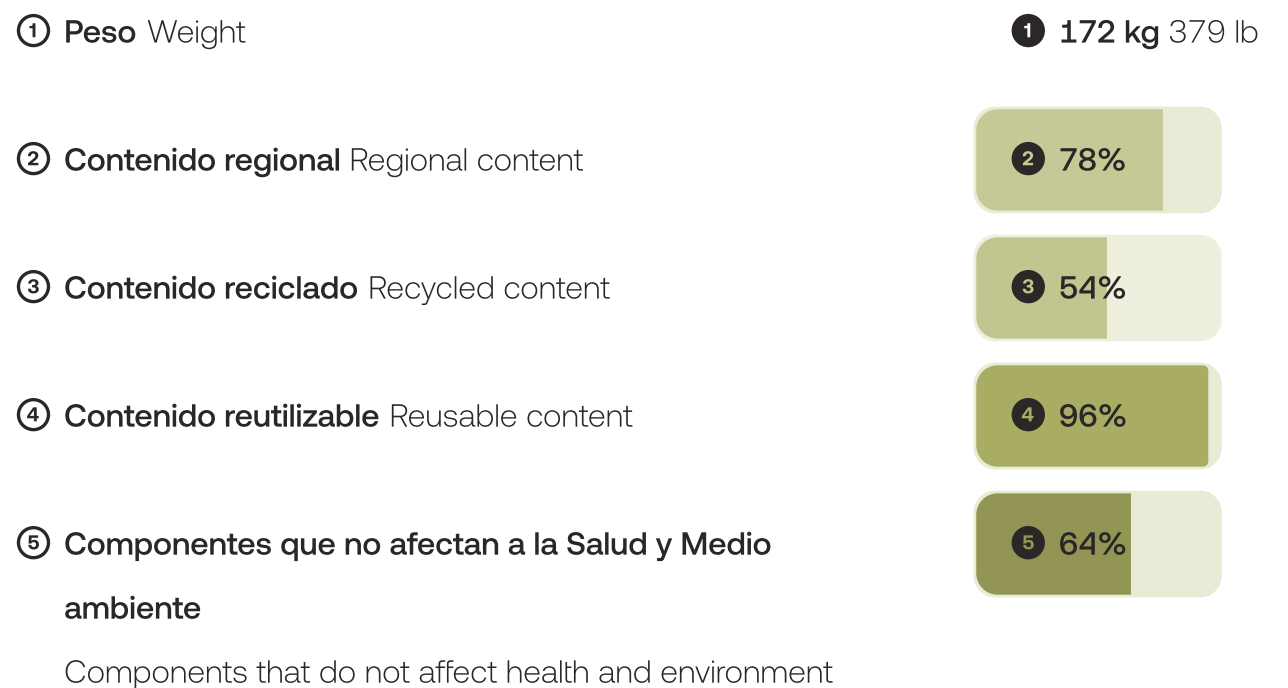 ① Peso Weight ❶ 172 kg 379 lb
② Contenido regional Regional content ❷ 78%
③ Contenido reciclado Recycled content ❸ 54%
④ Contenido reutilizable Reusable content ❹ 96%
⑤ Componentes que no afectan a la Salud y Medio ❺ 64%
ambiente
Components that do not affect health and environment